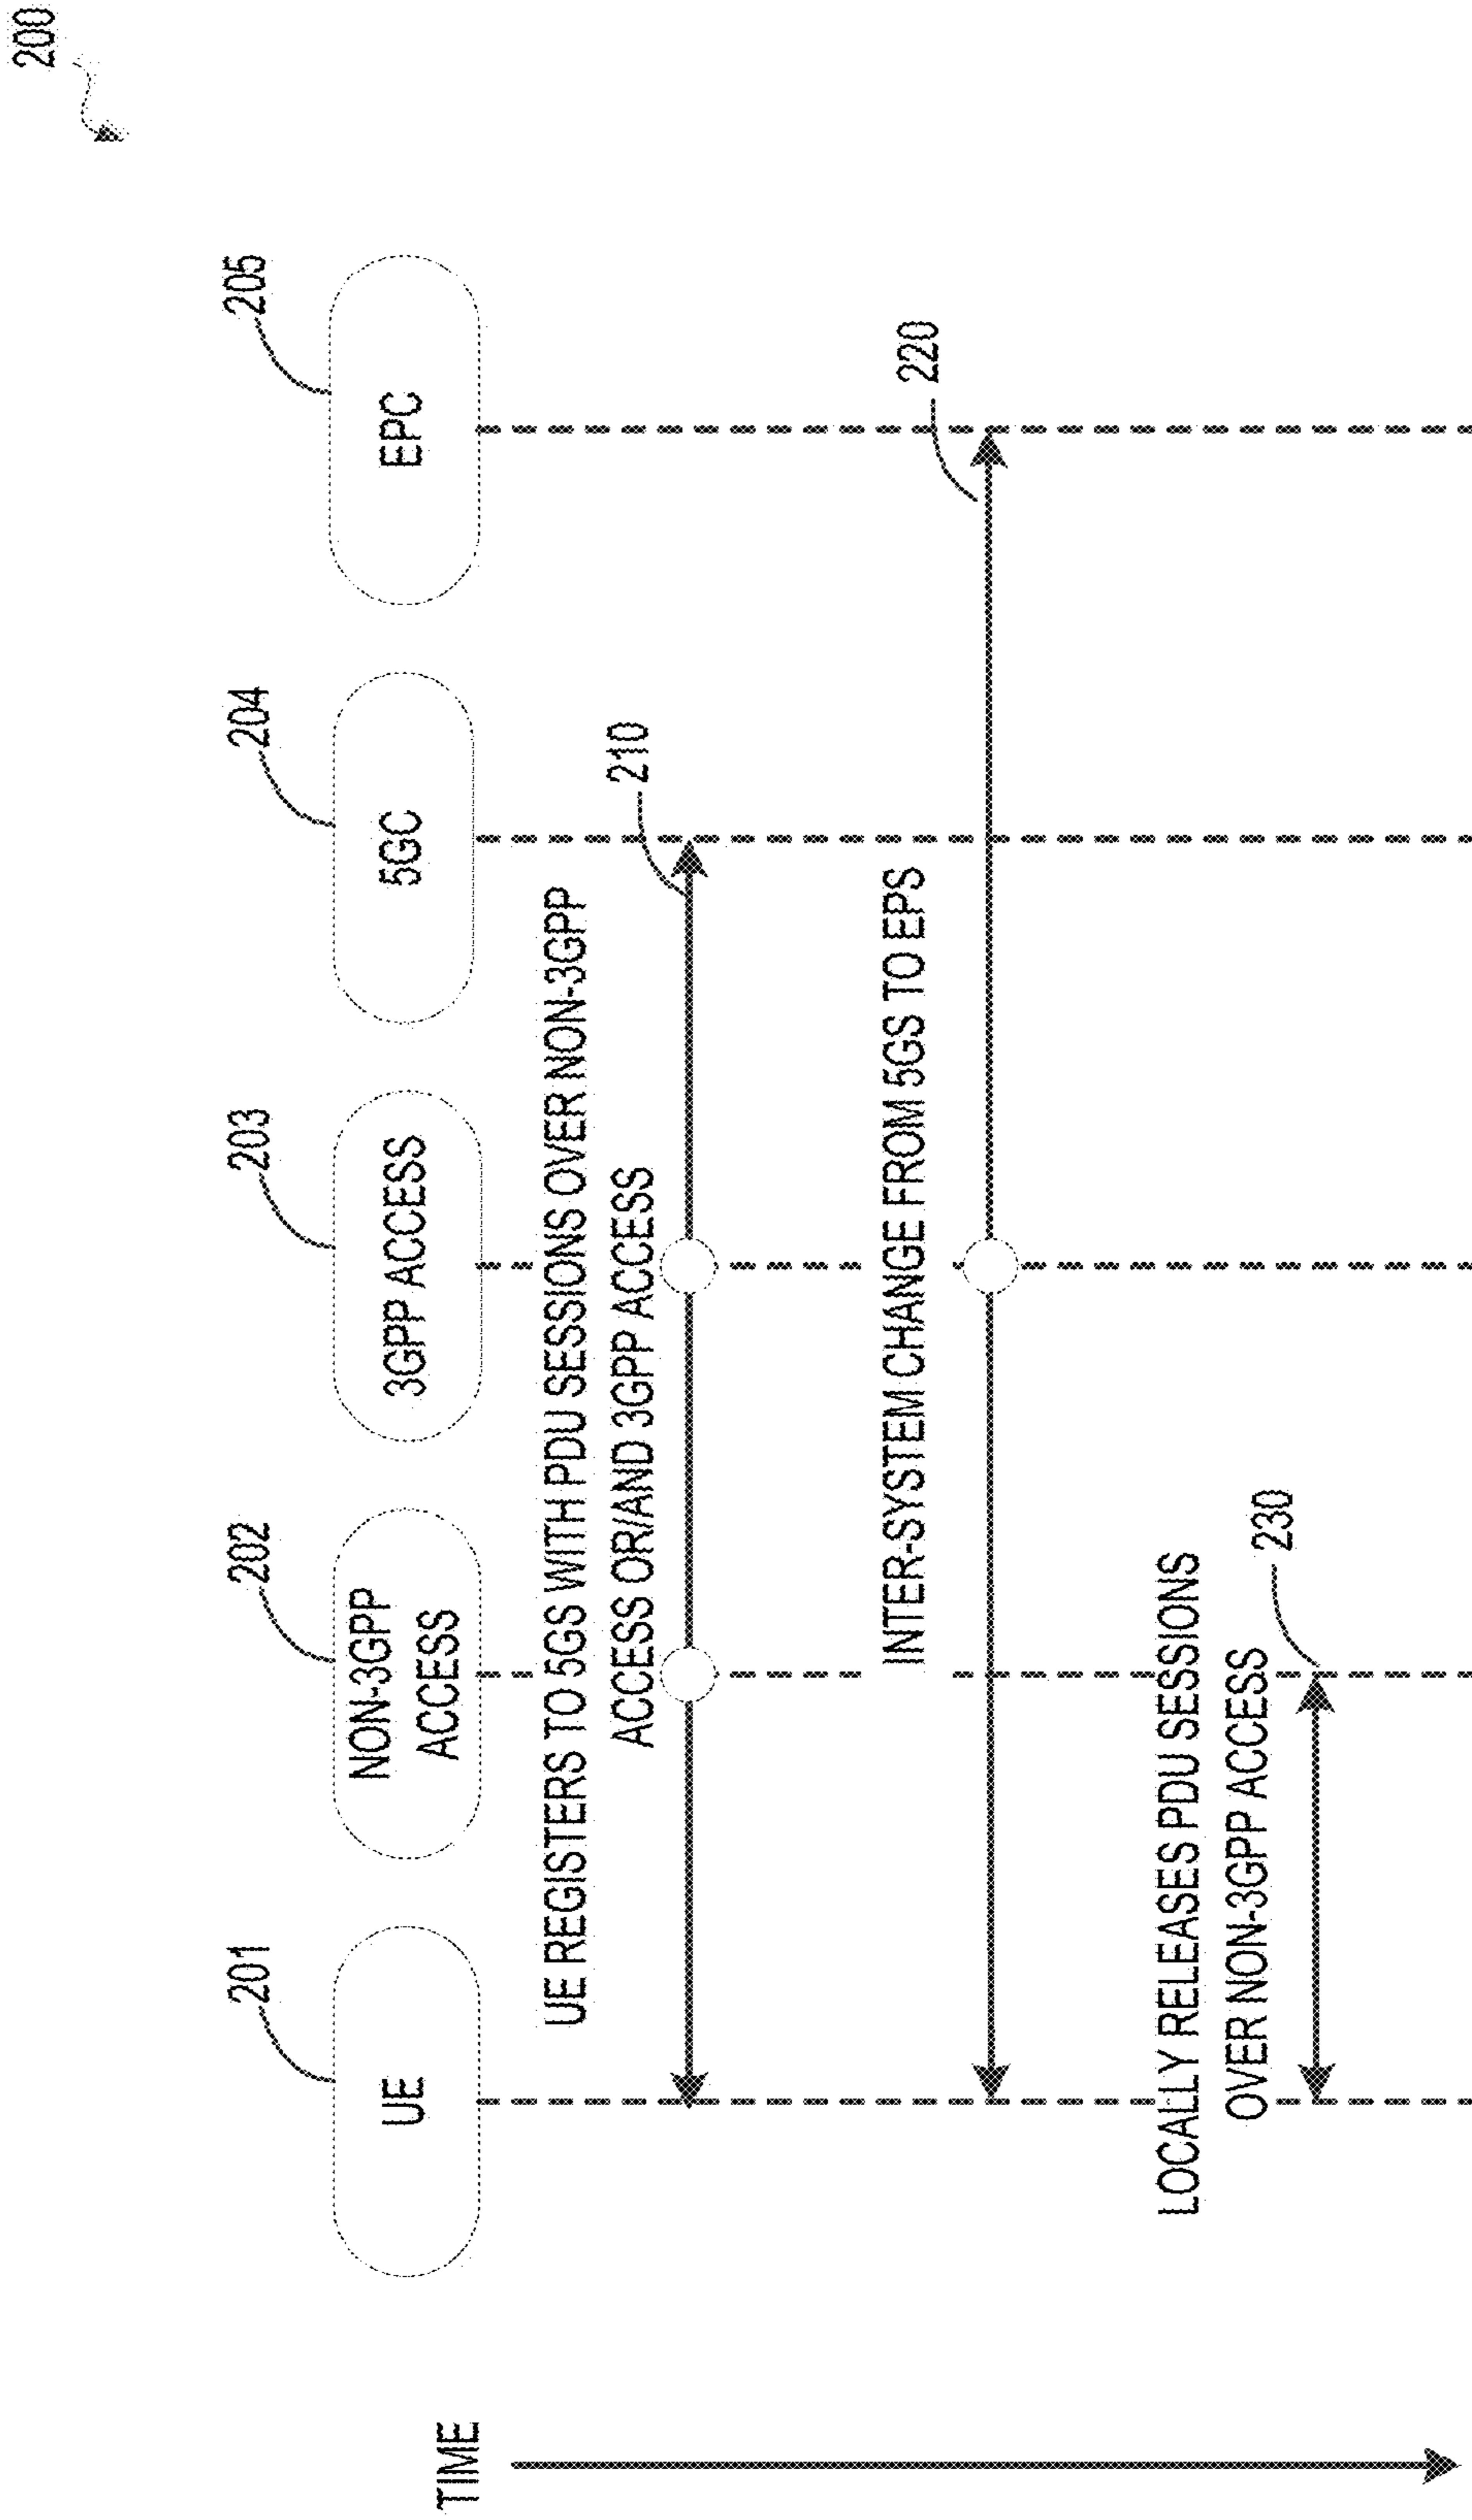 200
201
202
203
204
205
UE
NON-3GPP
ACCESS
3GPP ACCESS
5GC
EPC
TIME
UE REGISTERS TO 5GS WITH PDU SESSIONS OVER NON-3GPP
ACCESS OR/AND 3GPP ACCESS
210
INTER-SYSTEM CHANGE FROM 5GS TO EPS
220
LOCALLY RELEASES PDU SESSIONS
OVER NON-3GPP ACCESS
230